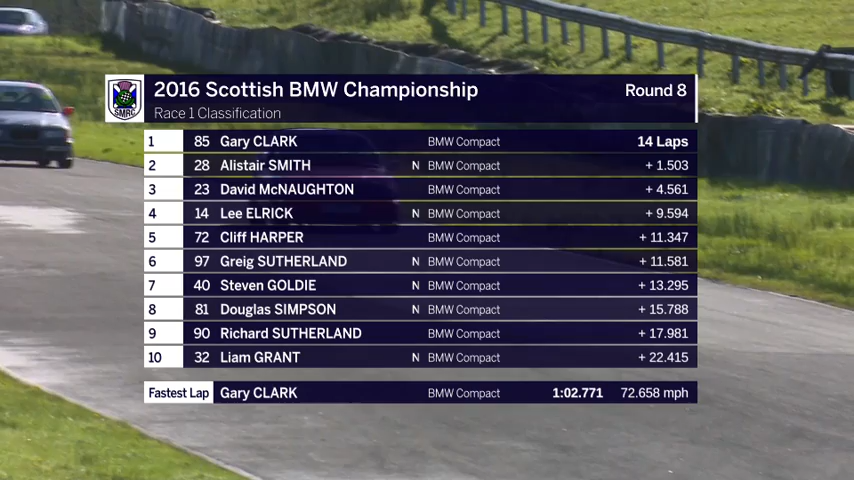 SMRC
2016 Scottish BMW Championship Round 8
Race 1 Classification
1 85 Gary CLARK BMW Compact 14 Laps
2 28 Alistair SMITH N BMW Compact + 1.503
3 23 David McNAUGHTON BMW Compact + 4.561
4 14 Lee ELRICK N BMW Compact + 9.594
5 72 Cliff HARPER BMW Compact + 11.347
6 97 Greig SUTHERLAND N BMW Compact + 11.581
7 40 Steven GOLDIE N BMW Compact + 13.295
8 81 Douglas SIMPSON N BMW Compact + 15.788
9 90 Richard SUTHERLAND BMW Compact + 17.981
10 32 Liam GRANT N BMW Compact + 22.415
Fastest Lap Gary CLARK BMW Compact 1:02.771 72.658 mph